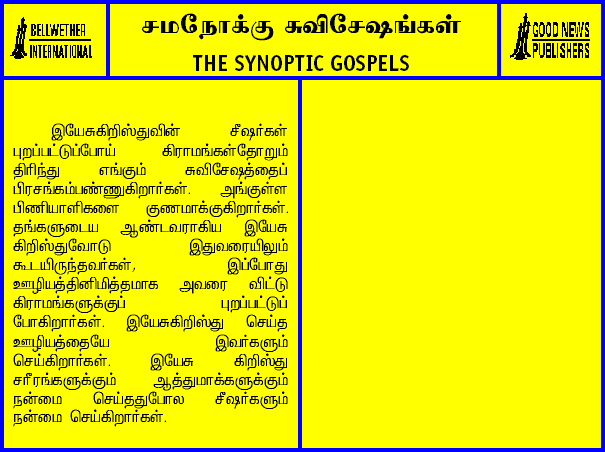 BELLWETHER
INTERNATIONAL
சமநோக்கு சுவிசேஷங்கள்
THE SYNOPTIC GOSPELS
GOOD NEWS
PUBLISHERS
இயேசுகிறிஸ்துவின் சீஷர்கள்
புறப்பட்டுப்போய் கிராமங்கள்தோறும்
திரிந்து எங்கும் சுவிசேஷத்தைப்
பிரசங்கம்பண்ணுகிறார்கள். அங்குள்ள
பிணியாளிகளை குணமாக்குகிறார்கள்.
தங்களுடைய ஆண்டவராகிய இயேசு
கிறிஸ்துவோடு இதுவரையிலும்
கூடயிருந்தவர்கள், இப்போது
ஊழியத்தினிமித்தமாக அவரை விட்டு
கிராமங்களுக்குப் புறப்பட்டுப்
போகிறார்கள். இயேசுகிறிஸ்து செய்த
ஊழியத்தையே இவர்களும்
செய்கிறார்கள். இயேசு கிறிஸ்து
சரீரங்களுக்கும் ஆத்துமாக்களுக்கும்
நன்மை செய்ததுபோல சீஷர்களும்
நன்மை செய்கிறார்கள்.